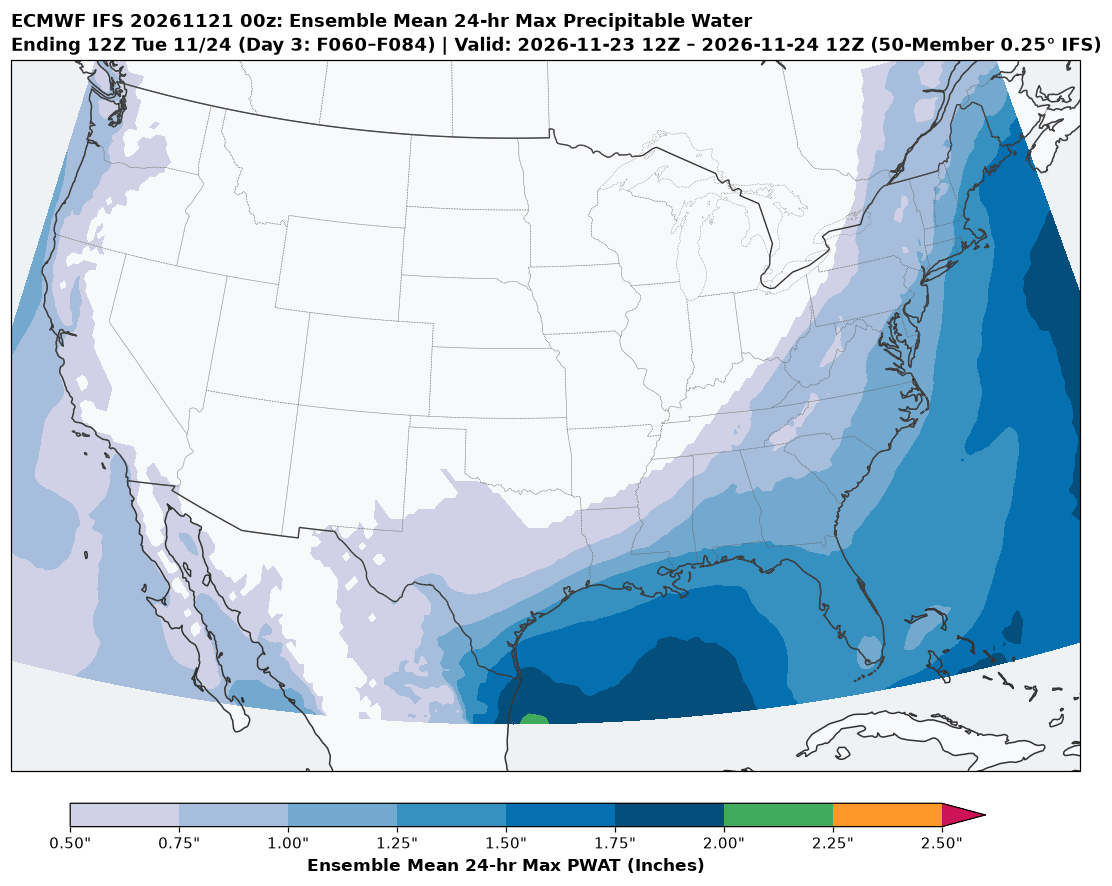 ECMWF IFS 20261121 00z: Ensemble Mean 24-hr Max Precipitable Water
Ending 12Z Tue 11/24 (Day 3: F060–F084) | Valid: 2026-11-23 12Z – 2026-11-24 12Z (50-Member 0.25° IFS)
0.50" 0.75" 1.00" 1.25" 1.50" 1.75" 2.00" 2.25" 2.50"
Ensemble Mean 24-hr Max PWAT (Inches)